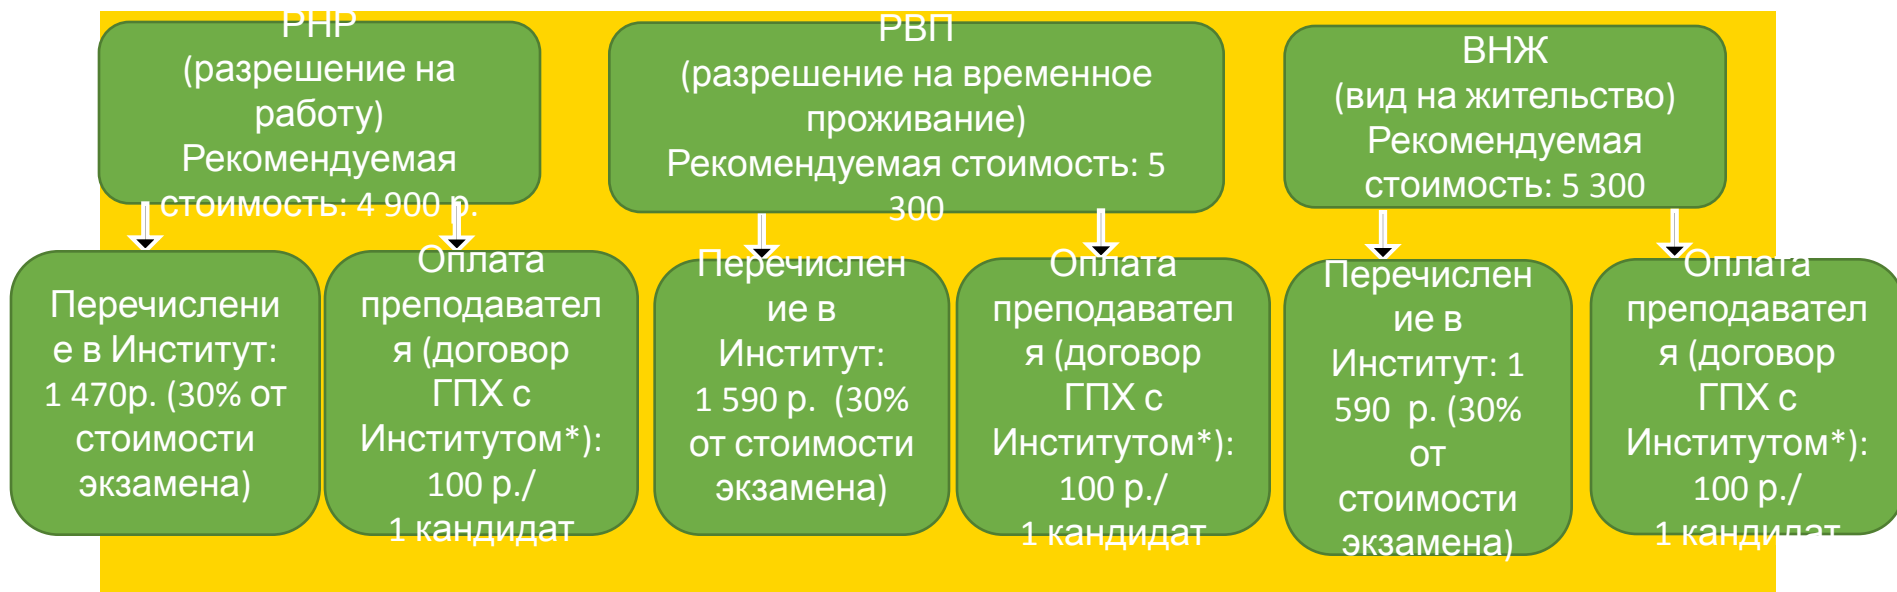 РНР
(разрешение на
работу)
Рекомендуемая
стоимость: 4 900 р.
РВП
(разрешение на временное
проживание)
Рекомендуемая стоимость: 5
300
ВНЖ
(вид на жительство)
Рекомендуемая
стоимость: 5 300
Перечислени
е в Институт:
1 470р. (30% от
стоимости
экзамена)
Оплата
преподавател
я (договор
ГПХ с
Институтом*):
100 р./
1 кандидат
Перечислен
ие в
Институт:
1 590 р. (30%
от стоимости
экзамена)
Оплата
преподавател
я (договор
ГПХ с
Институтом*):
100 р./
1 кандидат
Перечислен
ие в
Институт: 1
590 р. (30%
от
стоимости
экзамена)
Оплата
преподавател
я (договор
ГПХ с
Институтом*):
100 р./
1 кандидат